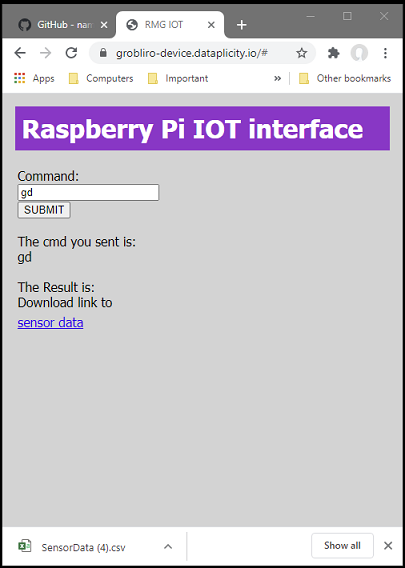 GitHub - nan
RMG IOT
grobliro-device.dataplicity.io/#
Apps
Computers
Important
»
Other bookmarks
Raspberry Pi IOT interface
Command:
gd
SUBMIT
The cmd you sent is:
gd
The Result is:
Download link to
sensor data
SensorData (4).csv
Show all